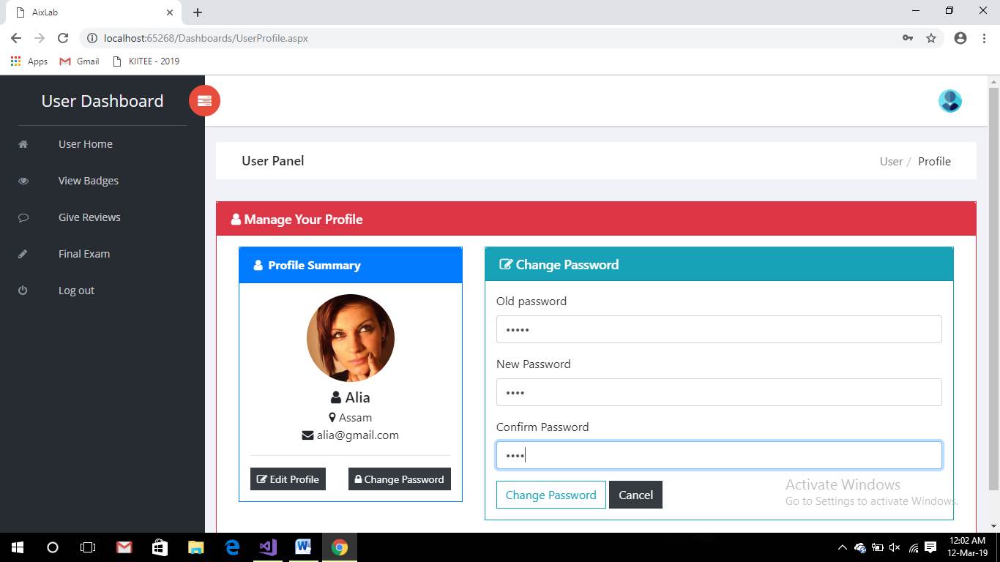 AixLab
localhost:65268/Dashboards/UserProfile.aspx
Apps Gmail KIITEE - 2019
User Dashboard
User Home
View Badges
Give Reviews
Final Exam
Log out
User Panel
User / Profile
Manage Your Profile
Profile Summary
Alia
Assam
alia@gmail.com
Edit Profile Change Password
Change Password
Old password
•••••
New Password
••••
Confirm Password
••••
Change Password Cancel
Activate Windows
Go to Settings to activate Windows.
12:02 AM
12-Mar-19